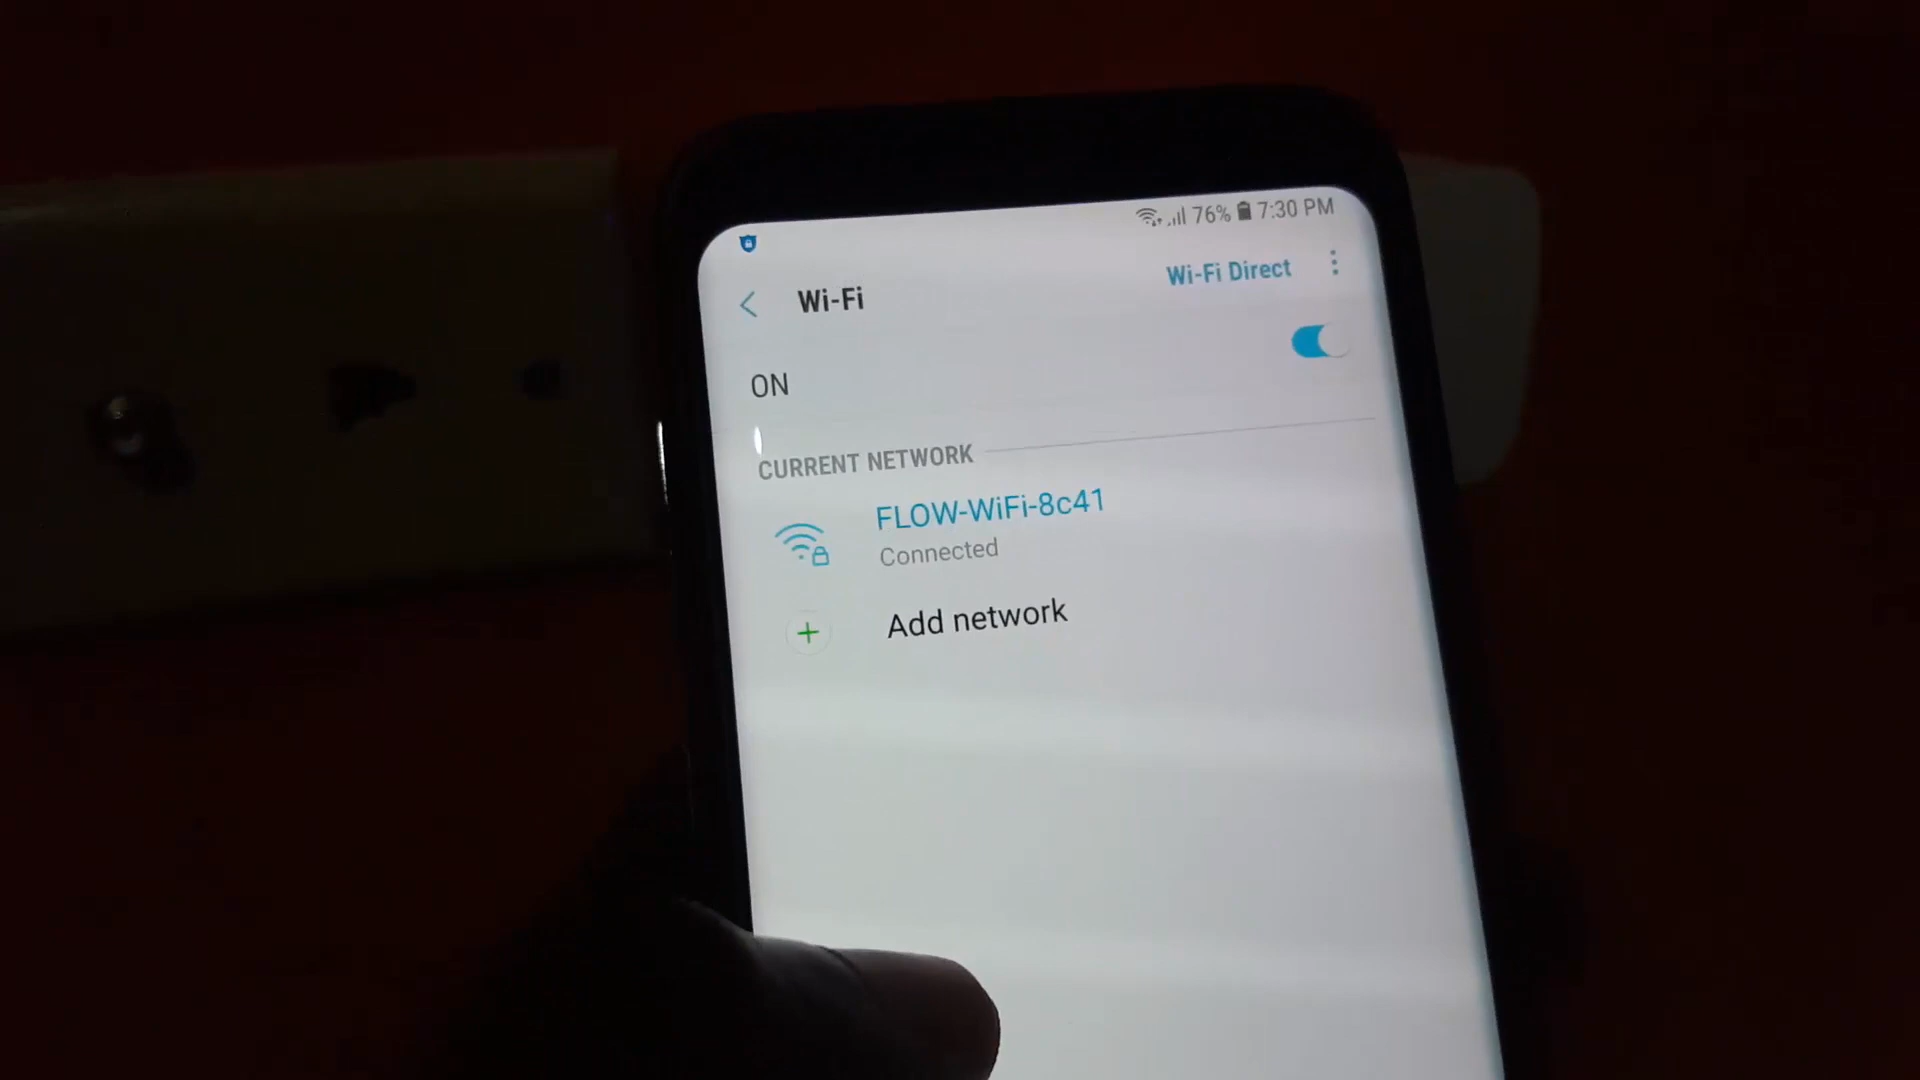 76% 7:30 PM
Wi-Fi Direct
Wi-Fi
ON
CURRENT NETWORK
FLOW-WiFi-8c41
Connected
Add network